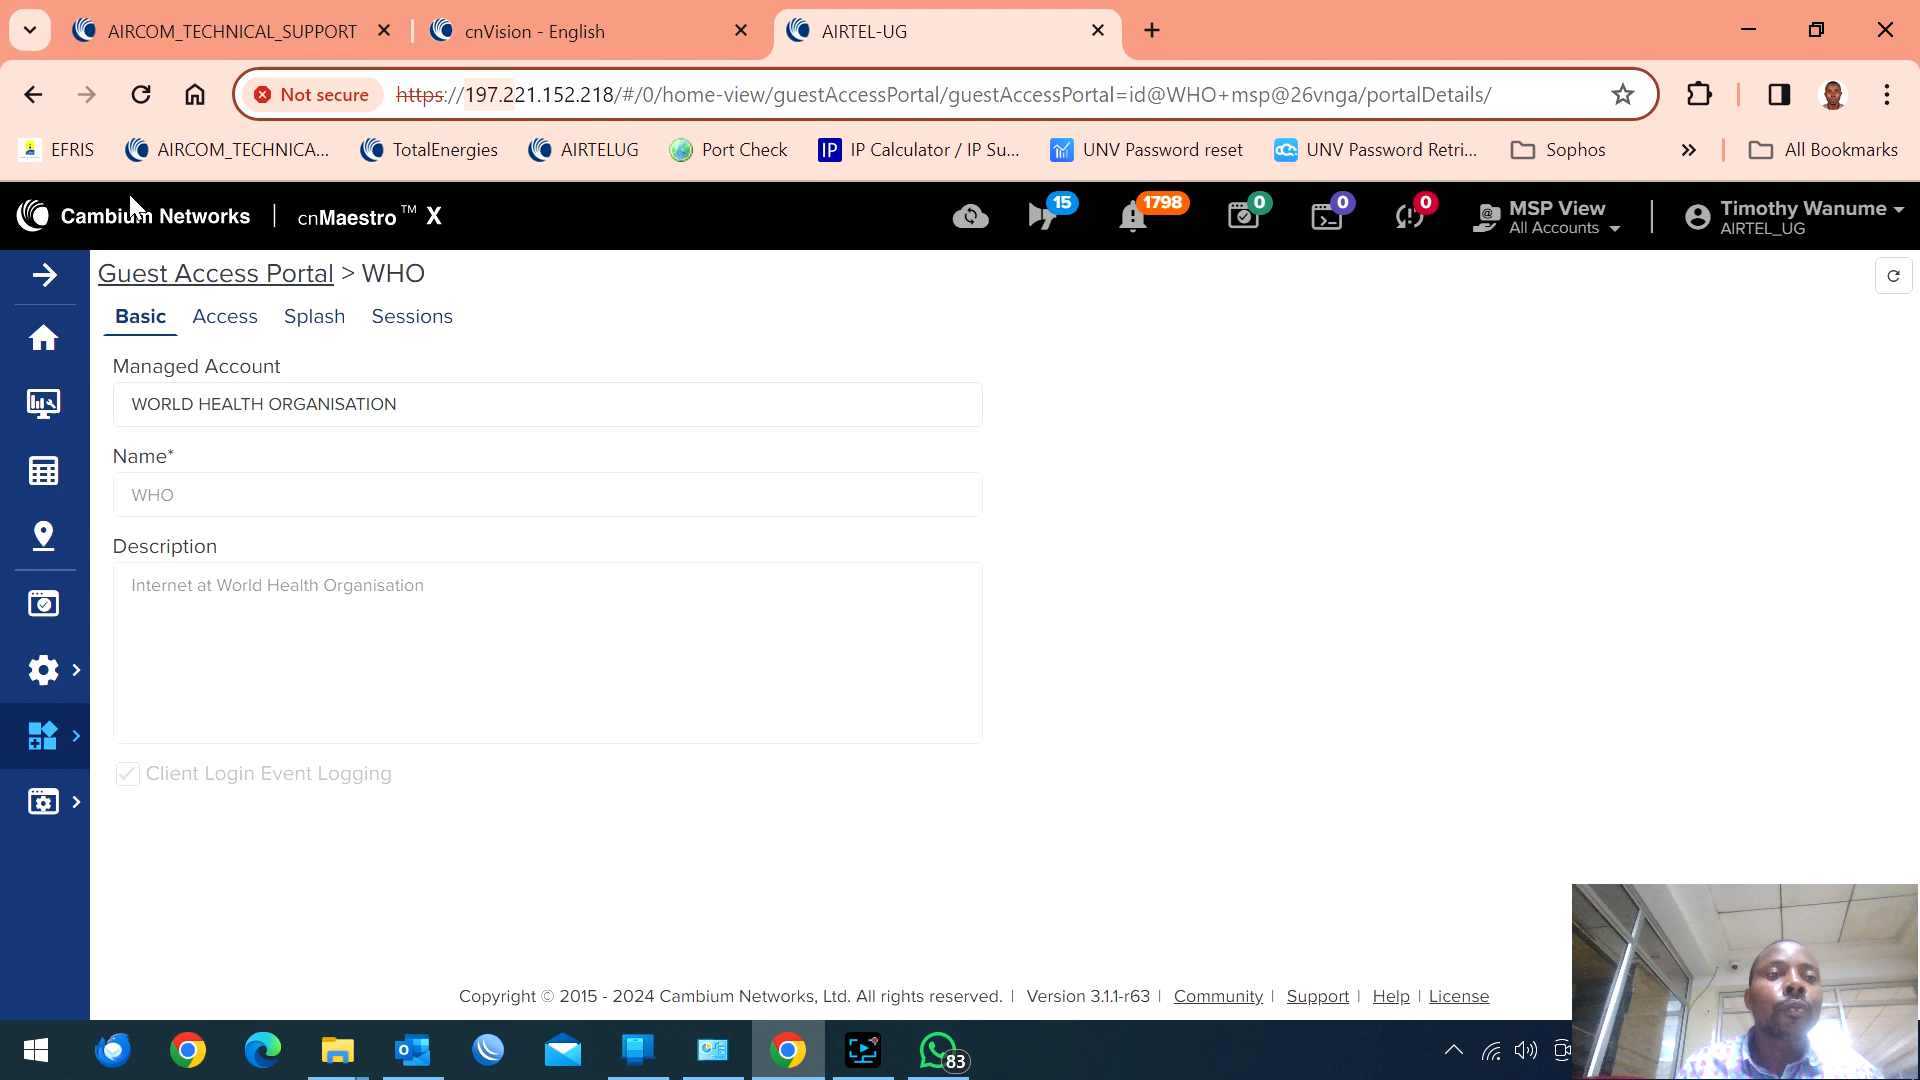 AIRCOM_TECHNICAL_SUPPORT
cnVision - English
AIRTEL-UG
Not secure
https://197.221.152.218/#/0/home-view/guestAccessPortal/guestAccessPortal=id@WHO+msp@26vnga/portalDetails/
EFRIS
AIRCOM_TECHNICA...
TotalEnergies
AIRTELUG
Port Check
IP
IP Calculator / IP Su...
UNV Password reset
UNV Password Retri...
Sophos
All Bookmarks
Cambium Networks
cnMaestro™ X
15
1798
0
0
0
MSP View
All Accounts
Timothy Wanume
AIRTEL_UG
Guest Access Portal > WHO
Basic
Access
Splash
Sessions
Managed Account
WORLD HEALTH ORGANISATION
Name*
WHO
Description
Internet at World Health Organisation
Client Login Event Logging
Copyright © 2015 - 2024 Cambium Networks, Ltd. All rights reserved. | Version 3.1.1-r63 | Community | Support | Help | License
83